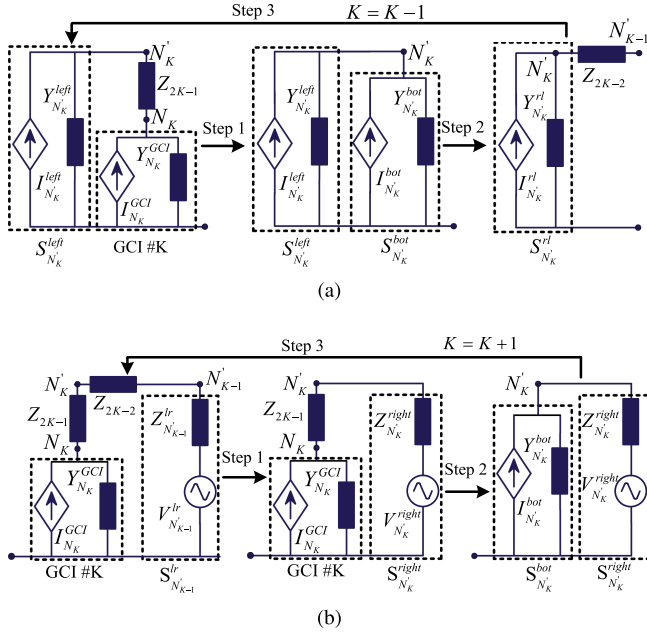 Step 3 K = K−1
N'_K N'_{K-1}
Z_{2K-1} N'_K Z_{2K-2}
Y^{left}_{N'_K} N_K Y^{left}_{N'_K} Y^{bot}_{N'_K} N'_K Y^{rl}_{N'_K}
Step 1 Step 2
Y^{GCI}_{N_K}
I^{left}_{N'_K} I^{GCI}_{N_K} I^{left}_{N'_K} I^{bot}_{N'_K} I^{rl}_{N'_K}
S^{left}_{N'_K} GCI #K S^{left}_{N'_K} S^{bot}_{N'_K} S^{rl}_{N'_K}
(a)
Step 3 K = K+1
N'_K N'_{K-1} N'_K N'_K
Z_{2K-2}
Z_{2K-1} Z^{lr}_{N'_{K-1}} Z_{2K-1} Z^{right}_{N'_K} Z^{right}_{N'_K}
N_K Step 1 N_K Step 2 Y^{bot}_{N'_K}
Y^{GCI}_{N_K} Y^{GCI}_{N_K}
V^{lr}_{N'_{K-1}} V^{right}_{N'_K} V^{right}_{N'_K}
I^{GCI}_{N_K} I^{GCI}_{N_K} I^{bot}_{N'_K}
GCI #K S^{lr}_{N'_{K-1}} GCI #K S^{right}_{N'_K} S^{bot}_{N'_K} S^{right}_{N'_K}
(b)